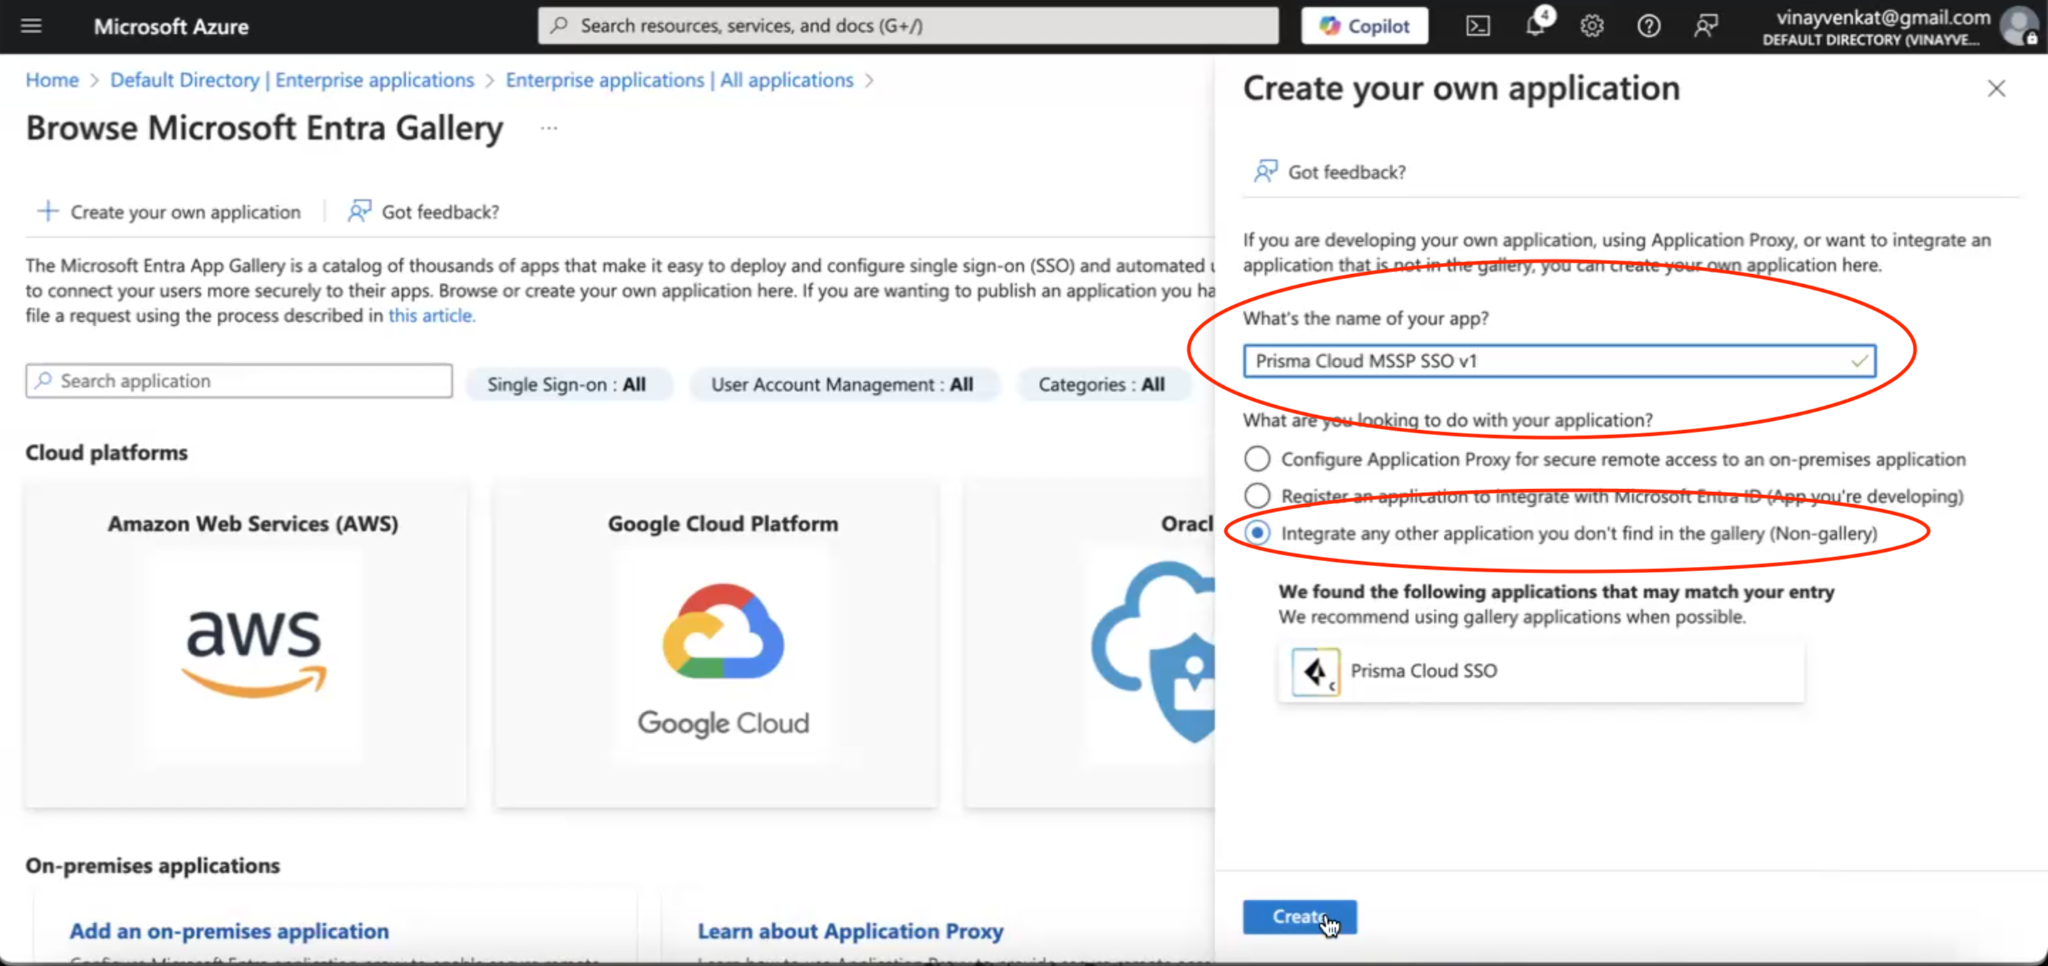 Microsoft Azure
Search resources, services, and docs (G+/)
Copilot
4
vinayvenkat@gmail.com
DEFAULT DIRECTORY (VINAYVE...
Home > Default Directory | Enterprise applications > Enterprise applications | All applications >
Browse Microsoft Entra Gallery ...
+ Create your own application
Got feedback?
The Microsoft Entra App Gallery is a catalog of thousands of apps that make it easy to deploy and configure single sign-on (SSO) and automated
to connect your users more securely to their apps. Browse or create your own application here. If you are wanting to publish an application you ha
file a request using the process described in this article.
Search application
Single Sign-on : All
User Account Management : All
Categories : All
Cloud platforms
Amazon Web Services (AWS)
aws
Google Cloud Platform
Google Cloud
Oracl
On-premises applications
Add an on-premises application
Learn about Application Proxy
Create your own application
Got feedback?
If you are developing your own application, using Application Proxy, or want to integrate an
application that is not in the gallery, you can create your own application here.
What's the name of your app?
Prisma Cloud MSSP SSO v1
What are you looking to do with your application?
Configure Application Proxy for secure remote access to an on-premises application
Register an application to integrate with Microsoft Entra ID (App you're developing)
Integrate any other application you don't find in the gallery (Non-gallery)
We found the following applications that may match your entry
We recommend using gallery applications when possible.
Prisma Cloud SSO
Create